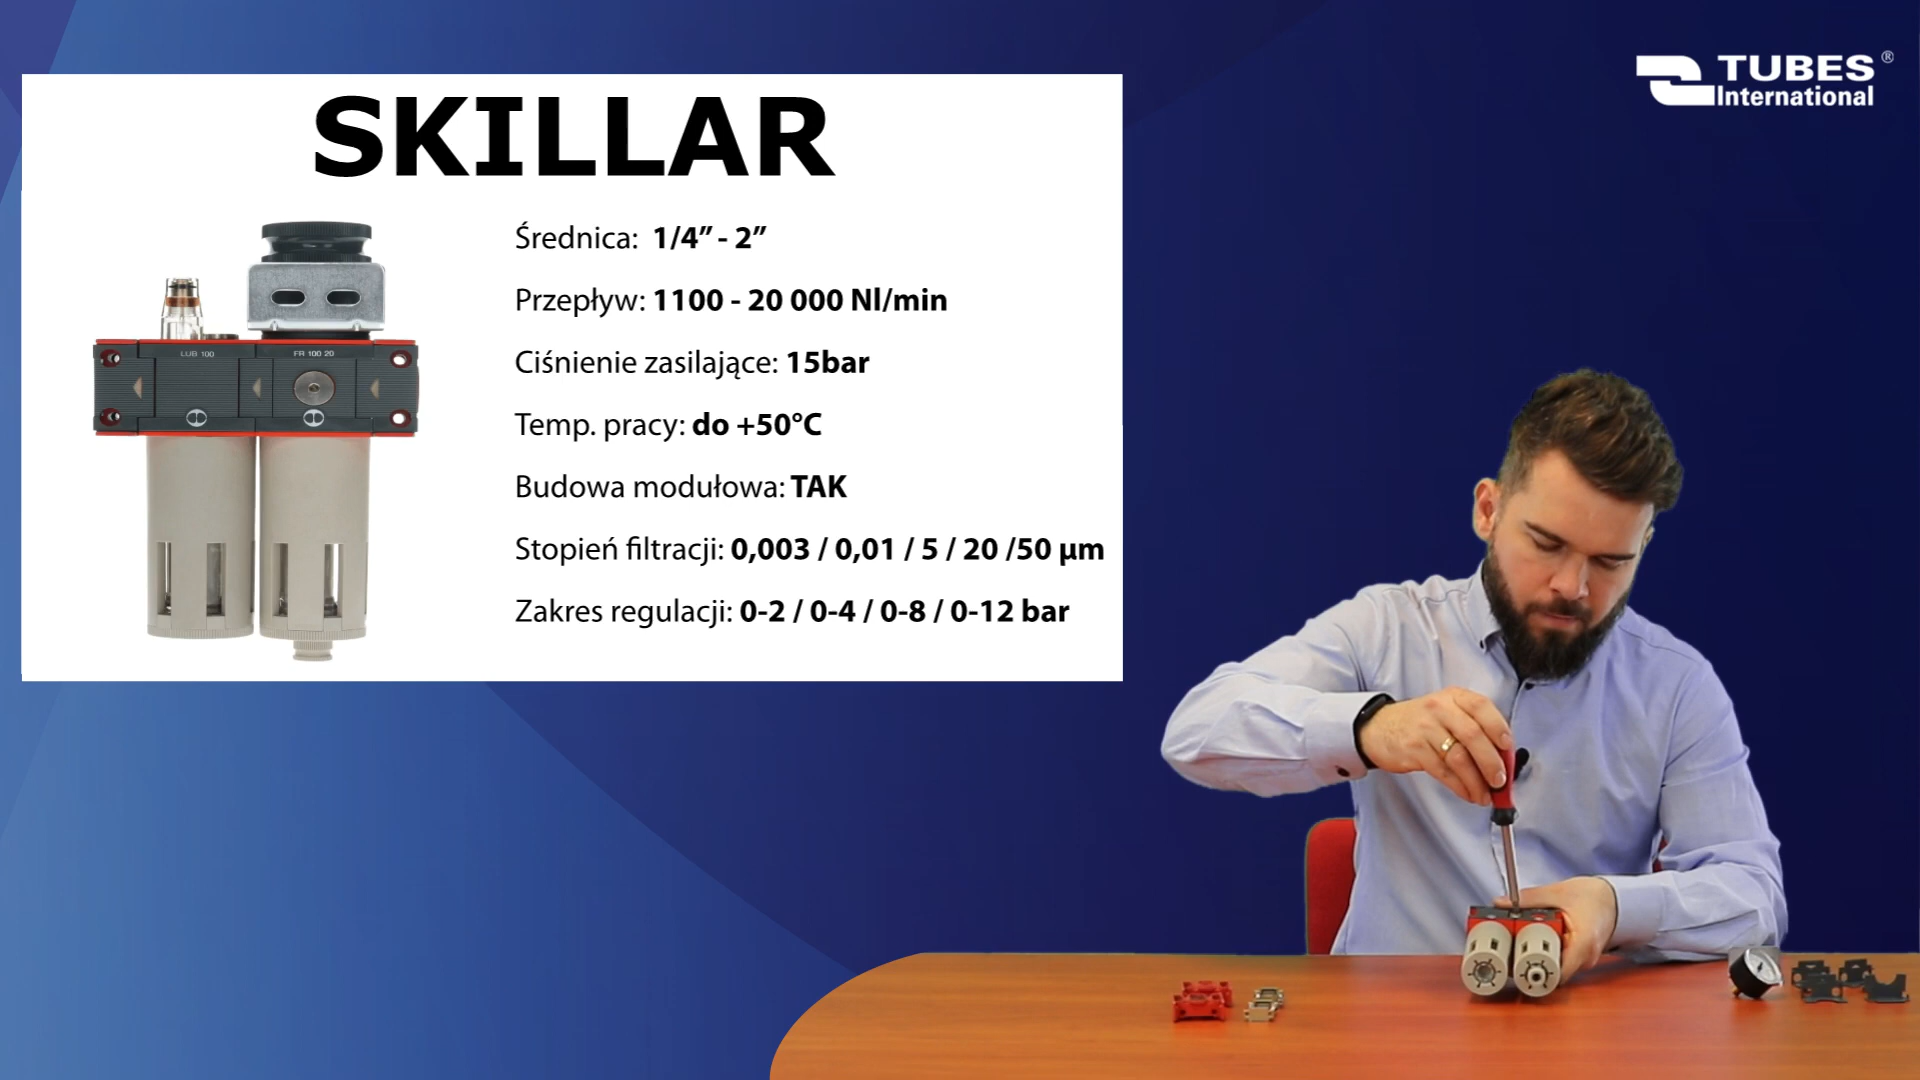 SKILLAR
Średnica: 1/4” - 2”
Przepływ: 1100 - 20 000 Nl/min
Ciśnienie zasilające: 15bar
Temp. pracy: do +50°C
Budowa modułowa: TAK
Stopień filtracji: 0,003 / 0,01 / 5 / 20 /50 µm
Zakres regulacji: 0-2 / 0-4 / 0-8 / 0-12 bar
LUB 100
FR 100 20
TUBES ®
International